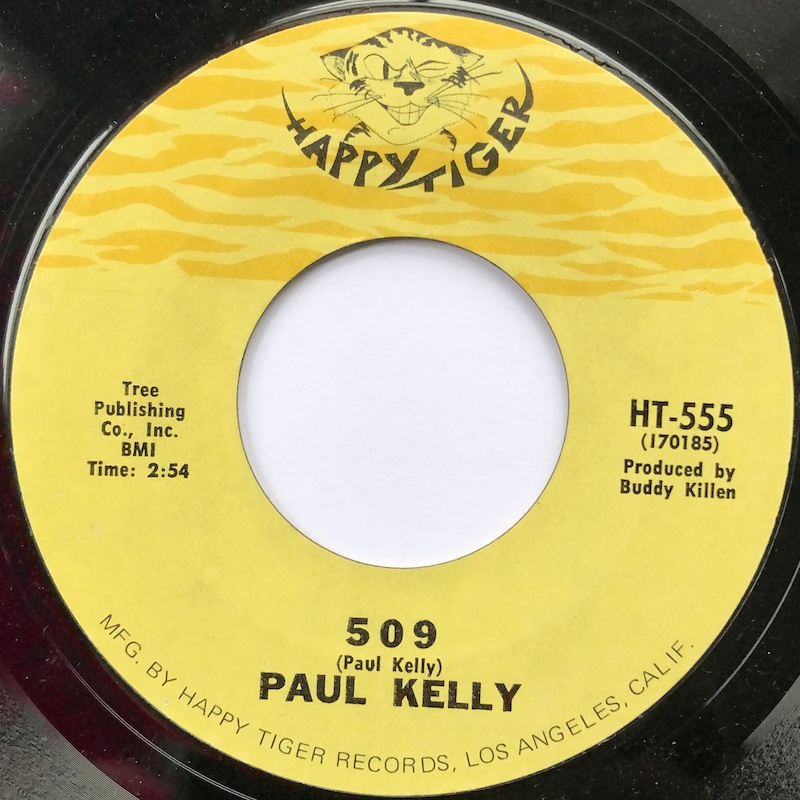 HAPPY TIGER
Tree
Publishing
Co., Inc.
BMI
Time: 2:54
HT-555
(170185)
Produced by
Buddy Killen
509
(Paul Kelly)
PAUL KELLY
MFG. BY HAPPY TIGER RECORDS, LOS ANGELES, CALIF.